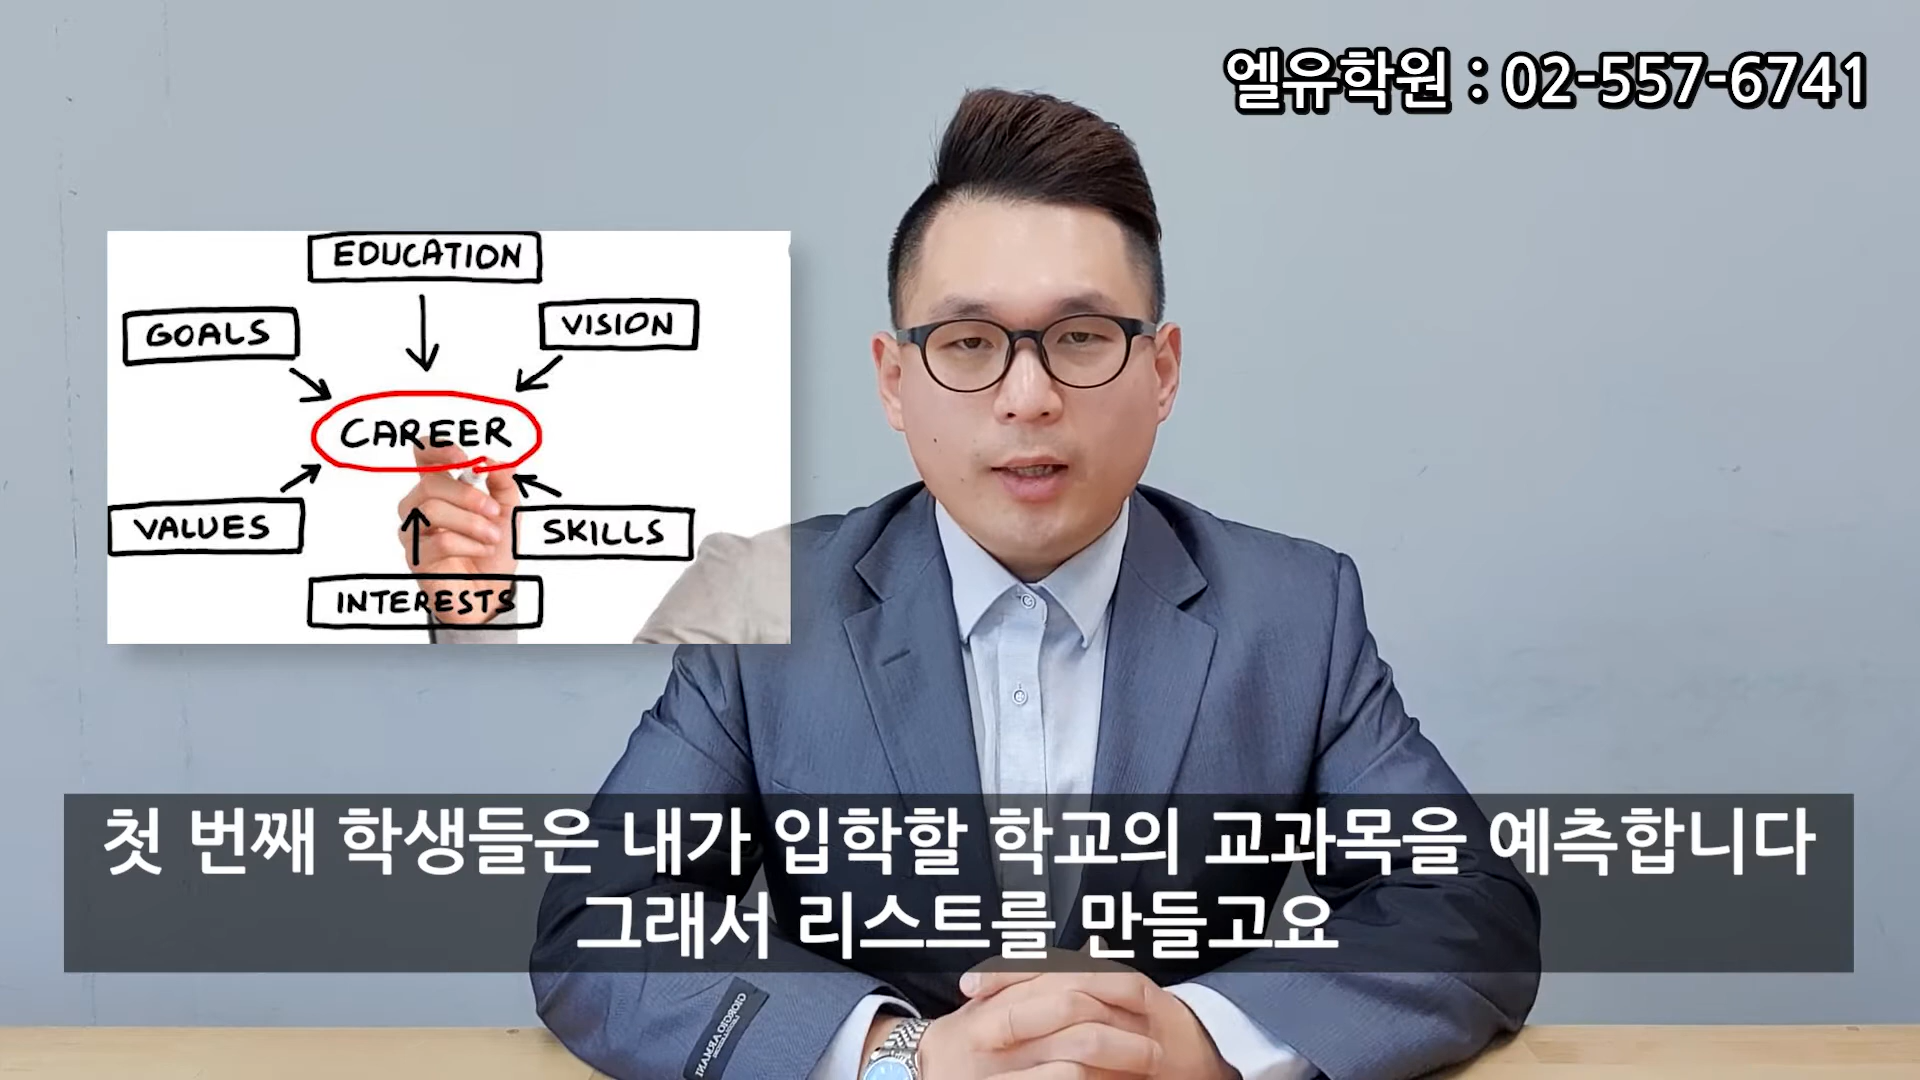 엘유학원 : 02-557-6741
EDUCATION
GOALS
VISION
CAREER
VALUES
SKILLS
INTERESTS
첫 번째 학생들은 내가 입학할 학교의 교과목을 예측합니다
그래서 리스트를 만들고요
GIORGIO ARMANI